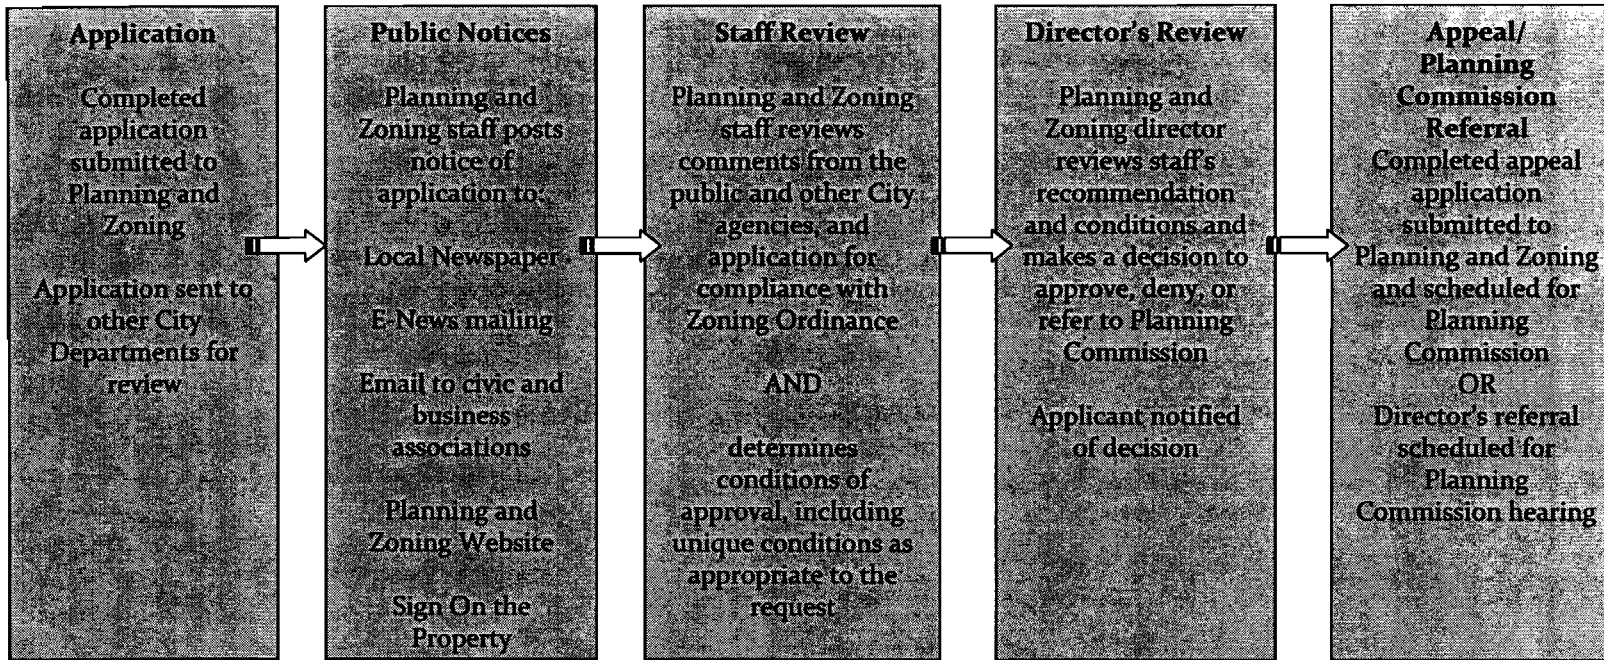 Application
Completed
application
submitted to
Planning and
Zoning
Application sent to
other City
Departments for
review
Public Notices
Planning and
Zoning staff posts
notice of
application to:
Local Newspaper
E-News mailing
Email to civic and
business
associations
Planning and
Zoning Website
Sign On the
Property
Staff Review
Planning and Zoning
staff reviews
comments from the
public and other City
agencies, and
application for
compliance with
Zoning Ordinance
AND
determines
conditions of
approval, including
unique conditions as
appropriate to the
request
Director's Review
Planning and
Zoning director
reviews staff's
recommendation
and conditions and
makes a decision to
approve, deny, or
refer to Planning
Commission
Applicant notified
of decision
Appeal/
Planning
Commission
Referral
Completed appeal
application
submitted to
Planning and Zoning
and scheduled for
Planning
Commission
OR
Director's referral
scheduled for
Planning
Commission hearing